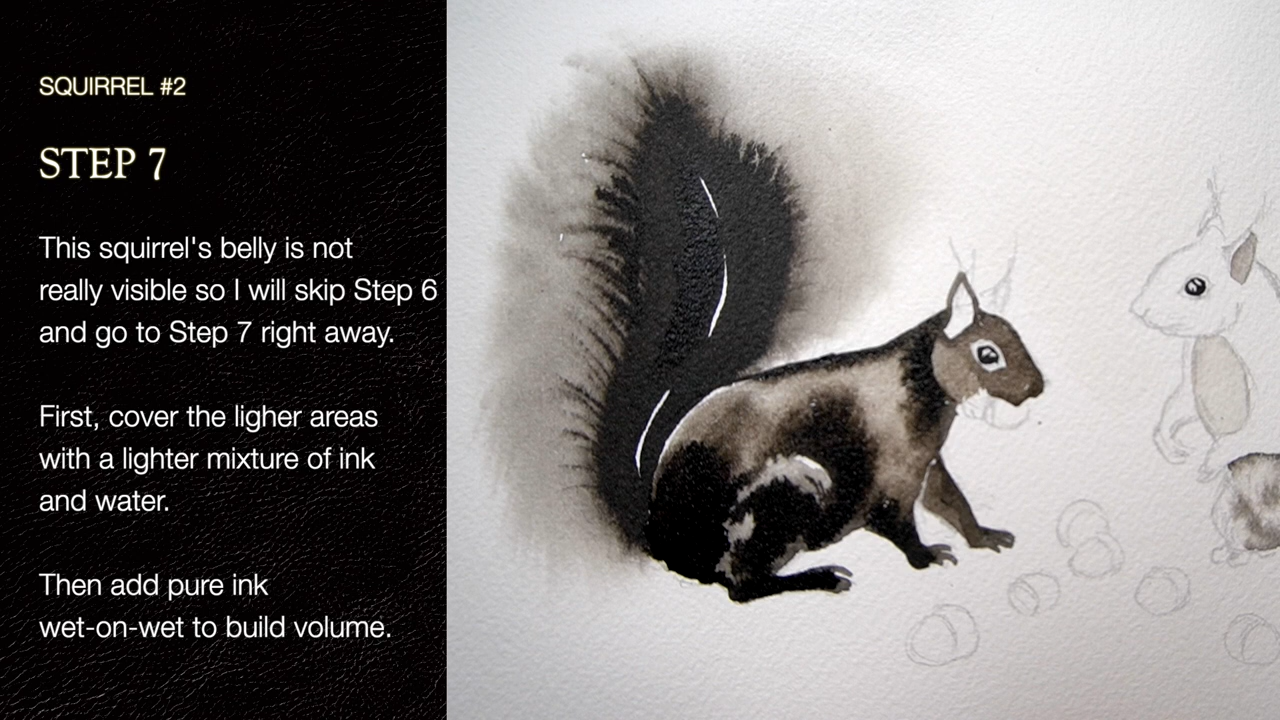 SQUIRREL #2
STEP 7
This squirrel's belly is not
really visible so I will skip Step 6
and go to Step 7 right away.
First, cover the ligher areas
with a lighter mixture of ink
and water.
Then add pure ink
wet-on-wet to build volume.